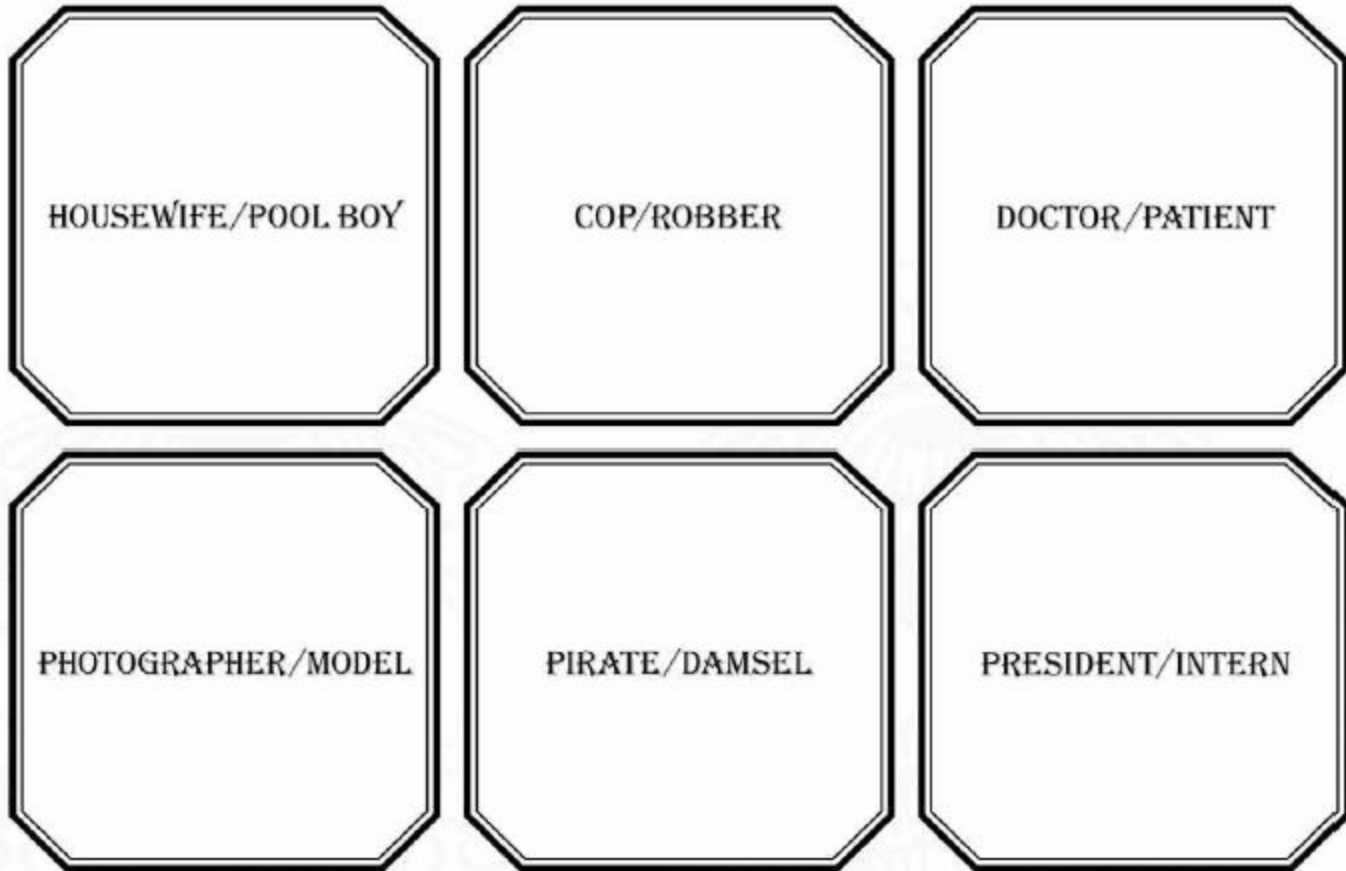 HOUSEWIFE/POOL BOY
COP/ROBBER
DOCTOR/PATIENT
PHOTOGRAPHER/MODEL
PIRATE/DAMSEL
PRESIDENT/INTERN